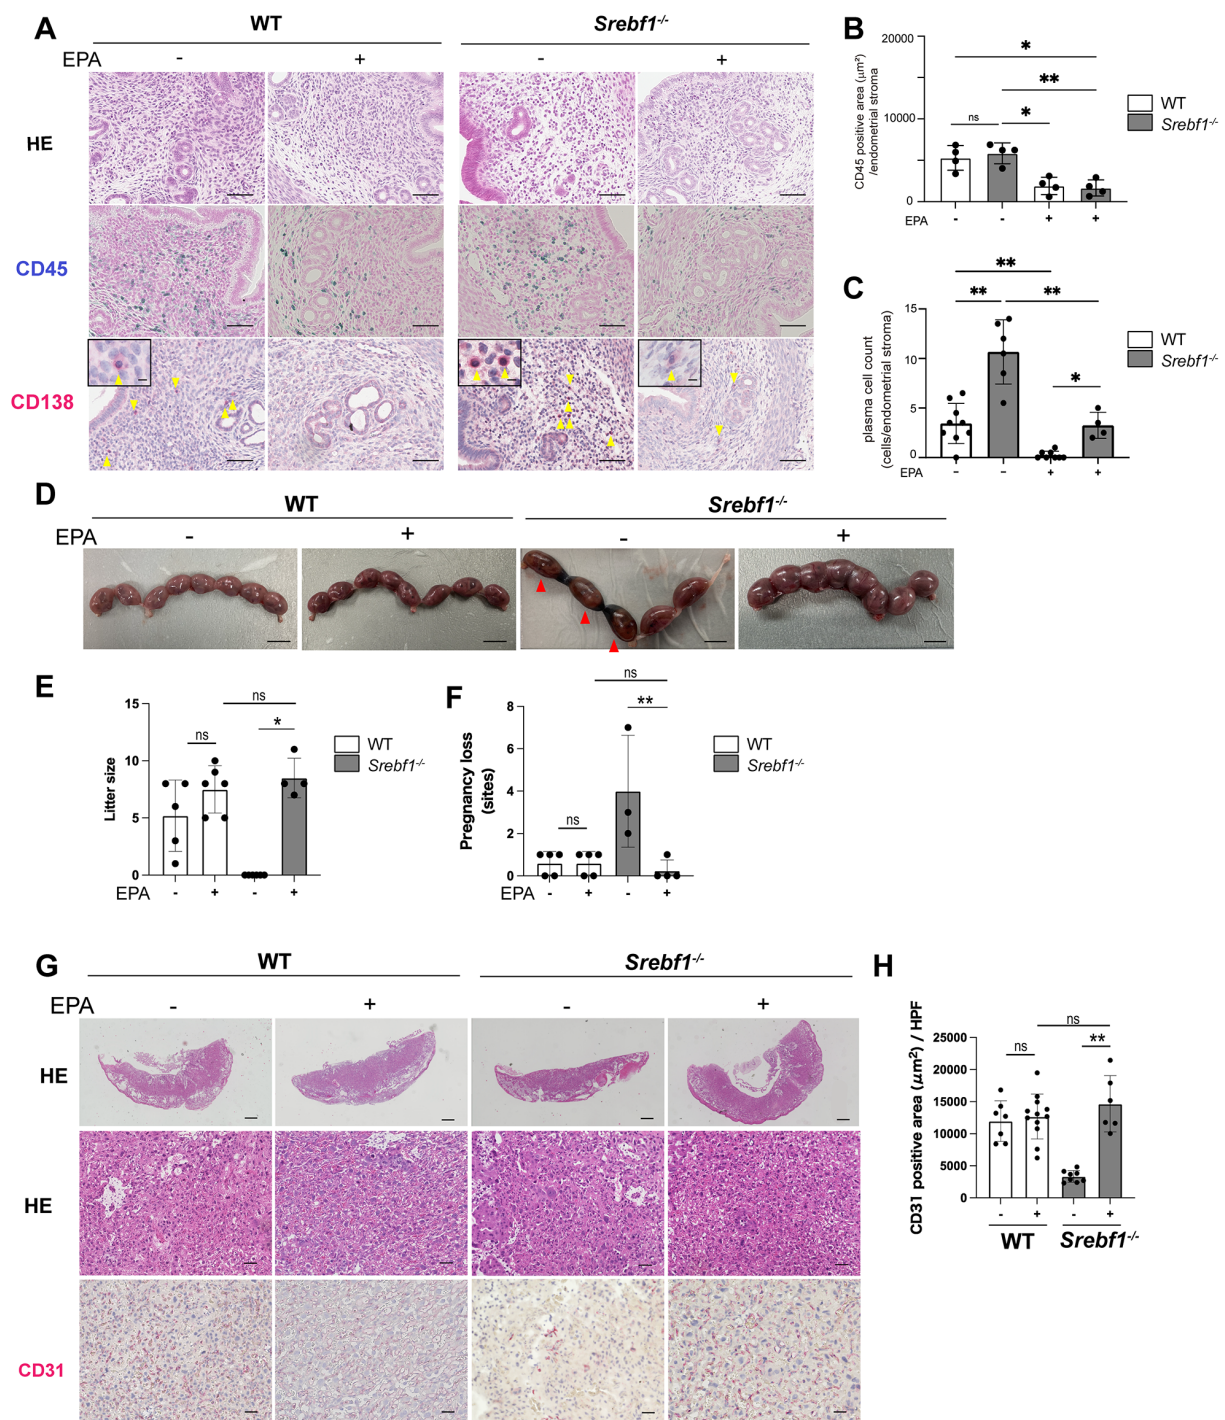 A
WT
Srebf1-/-
EPA
-
+
-
+
HE
CD45
CD138
B
CD45 positive area (μm²)
/endometrial stroma
20000
10000
0
*
**
ns
*
EPA
-
-
+
+
WT
Srebf1-/-
C
plasma cell count
(cells/endometrial stroma)
15
10
5
0
**
**
**
*
EPA
-
-
+
+
WT
Srebf1-/-
D
WT
Srebf1-/-
EPA
-
+
-
+
E
Litter size
15
10
5
0
ns
ns
*
EPA
-
+
-
+
WT
Srebf1-/-
F
Pregnancy loss
(sites)
8
6
4
2
0
ns
ns
**
EPA
-
+
-
+
WT
Srebf1-/-
G
WT
Srebf1-/-
EPA
-
+
-
+
HE
HE
CD31
H
CD31 positive area (μm²) / HPF
25000
20000
15000
10000
5000
0
ns
ns
**
-
+
-
+
WT
Srebf1-/-